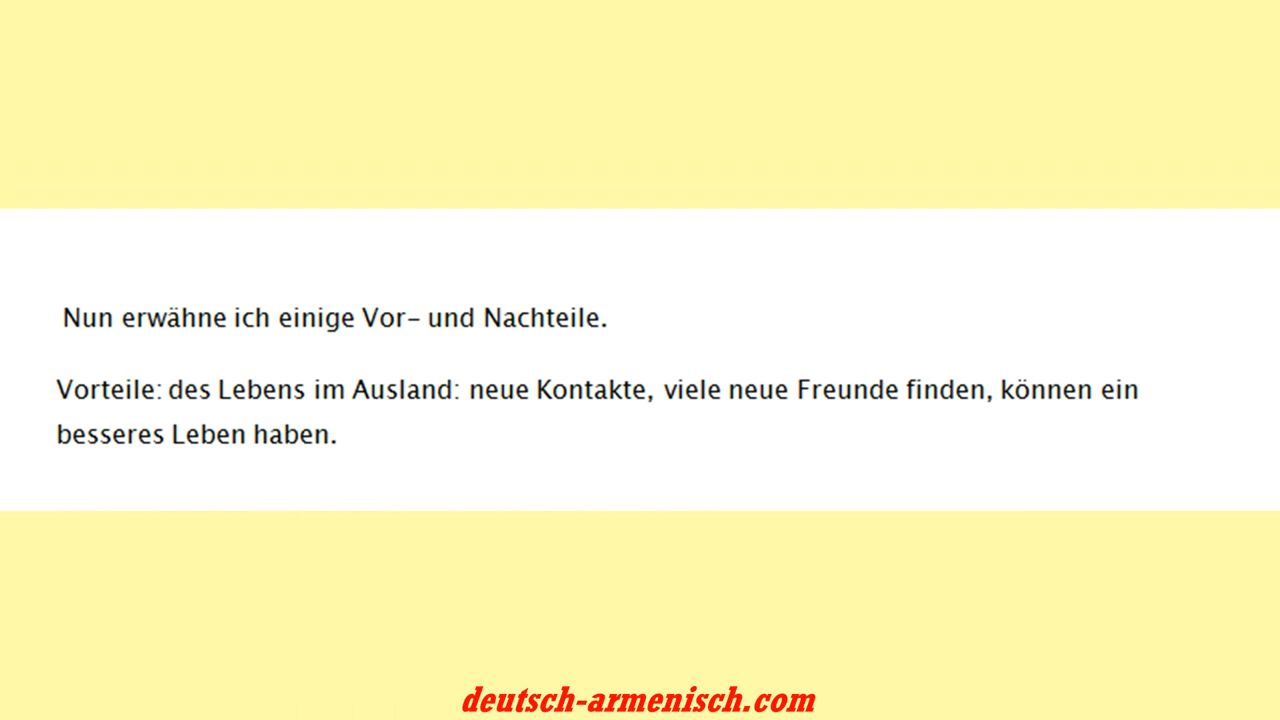 Nun erwähne ich einige Vor- und Nachteile.
Vorteile: des Lebens im Ausland: neue Kontakte, viele neue Freunde finden, können ein
besseres Leben haben.
deutsch-armenisch.com